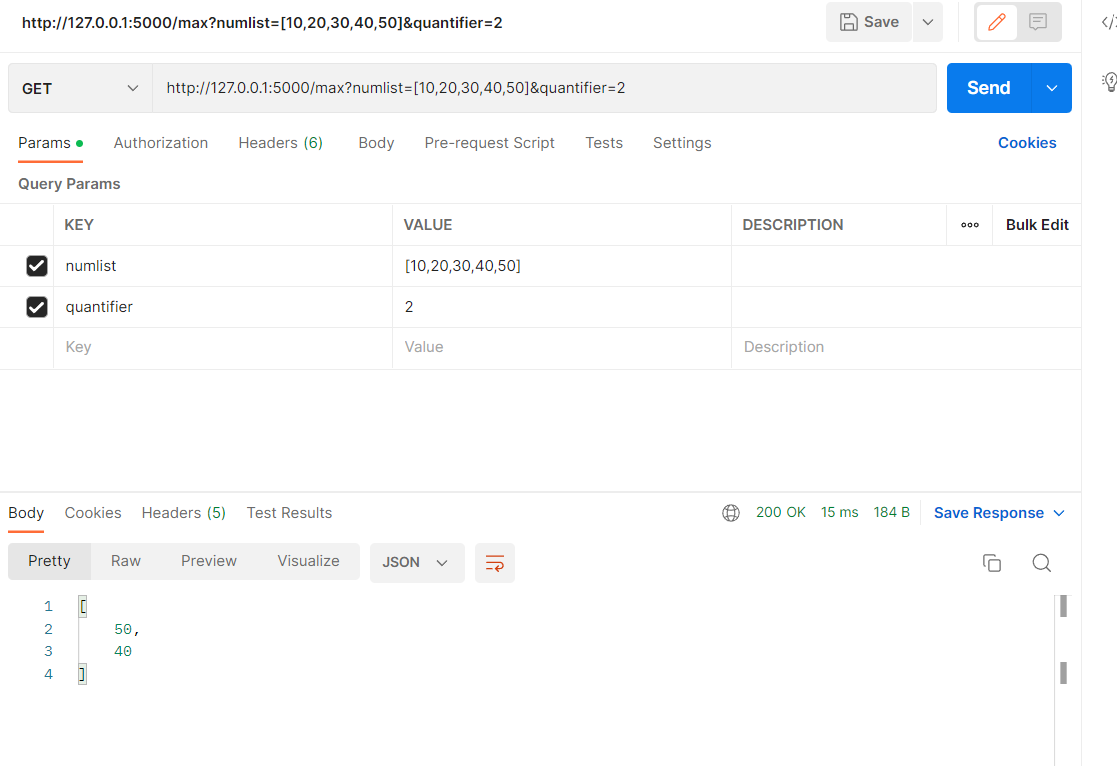 http://127.0.0.1:5000/max?numlist=[10,20,30,40,50]&quantifier=2
Save
GET
http://127.0.0.1:5000/max?numlist=[10,20,30,40,50]&quantifier=2
Send
Params Authorization Headers (6) Body Pre-request Script Tests Settings Cookies
Query Params
KEY VALUE DESCRIPTION Bulk Edit
numlist [10,20,30,40,50]
quantifier 2
Key Value Description
Body Cookies Headers (5) Test Results 200 OK 15 ms 184 B Save Response
Pretty Raw Preview Visualize JSON
1 [
2 50,
3 40
4 ]